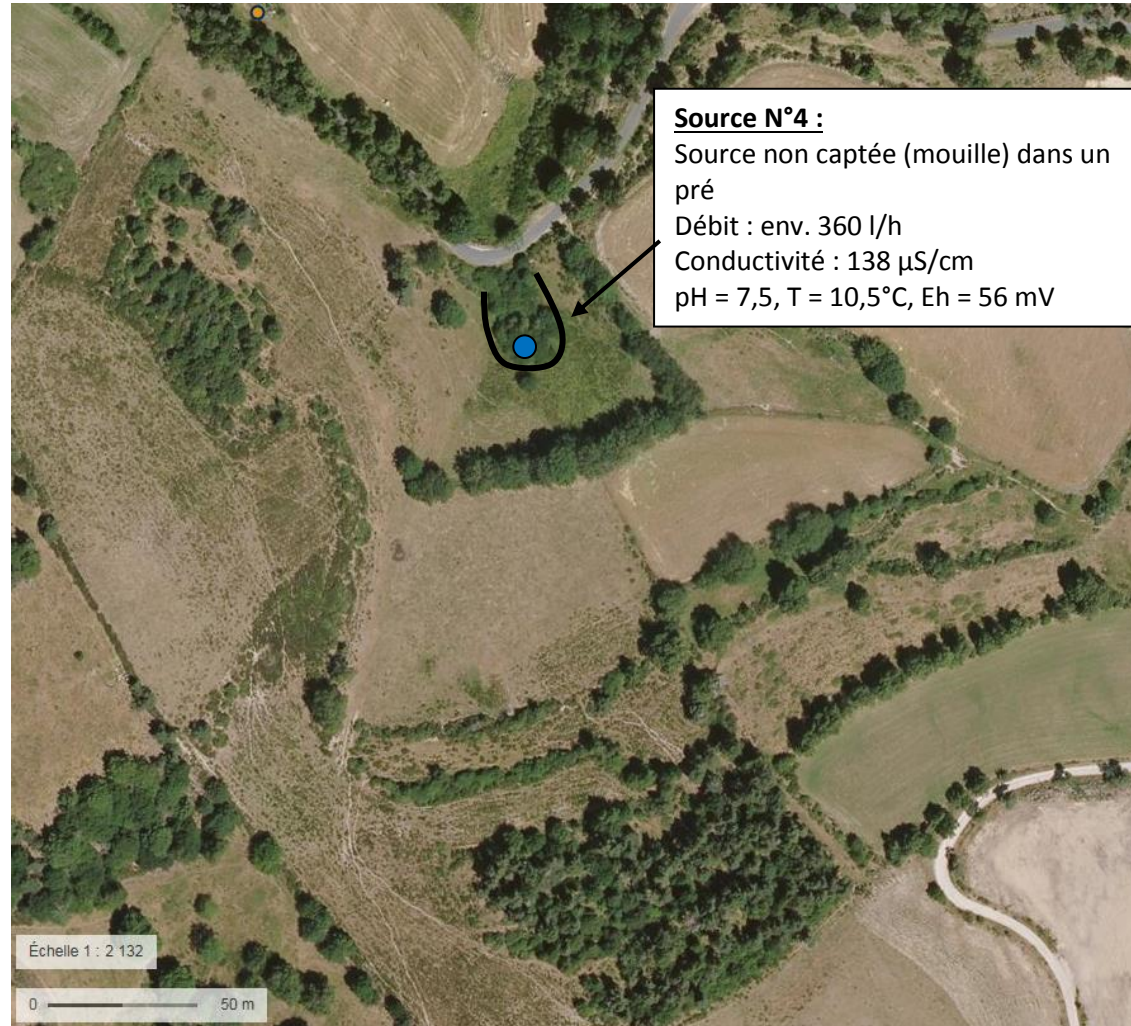 Source N°4 :
Source non captée (mouille) dans un
pré
Débit : env. 360 l/h
Conductivité : 138 µS/cm
pH = 7,5, T = 10,5°C, Eh = 56 mV
Échelle 1 : 2 132
0 50 m